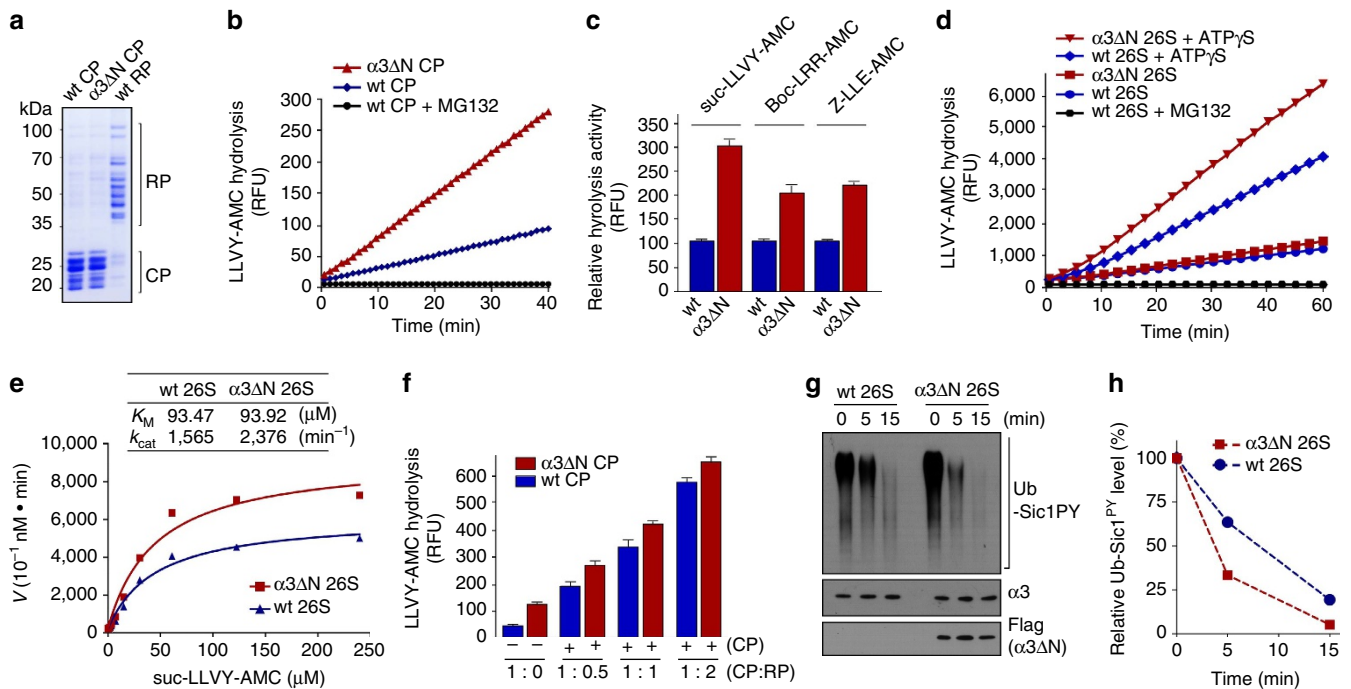 a
wt CP
α3ΔN CP
wt RP
kDa
100
70
50
35
25
20
RP
CP
b
α3ΔN CP
wt CP
wt CP + MG132
LLVY-AMC hydrolysis
(RFU)
300
250
200
150
100
50
0
0 10 20 30 40
Time (min)
c
suc-LLVY-AMC
Boc-LRR-AMC
Z-LLE-AMC
Relative hyrolysis activity
(RFU)
350
300
250
200
150
100
50
0
wt α3ΔN wt α3ΔN wt α3ΔN
d
α3ΔN 26S + ATPγS
wt 26S + ATPγS
α3ΔN 26S
wt 26S
wt 26S + MG132
LLVY-AMC hydrolysis
(RFU)
6,000
5,000
4,000
3,000
2,000
1,000
0
0 10 20 30 40 50 60
Time (min)
e
wt 26S α3ΔN 26S
KM 93.47 93.92 (μM)
kcat 1,565 2,376 (min⁻¹)
V (10⁻¹ nM • min)
10,000
8,000
6,000
4,000
2,000
0
α3ΔN 26S
wt 26S
0 50 100 150 200 250
suc-LLVY-AMC (μM)
f
α3ΔN CP
wt CP
LLVY-AMC hydrolysis
(RFU)
600
500
400
300
200
100
0
– – + + + + + + (CP)
1 : 0 1 : 0.5 1 : 1 1 : 2 (CP:RP)
g
wt 26S α3ΔN 26S
0 5 15 0 5 15 (min)
Ub
-Sic1PY
α3
Flag
(α3ΔN)
h
α3ΔN 26S
wt 26S
Relative Ub-Sic1ᴾʸ level (%)
100
75
50
25
0
0 5 10 15
Time (min)